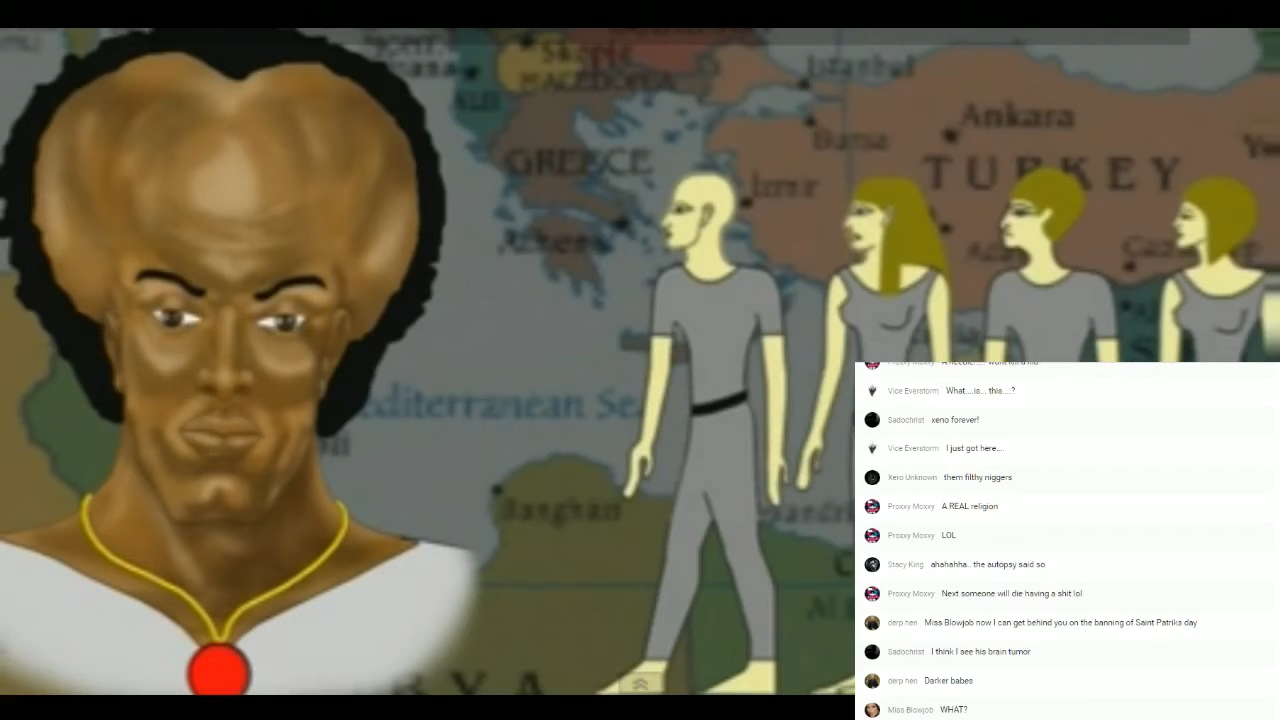 Skopje
MACEDONIA
Istanbul
Ankara
Bursa
GREECE
TURKEY
Izmir
Athens
Mediterranean Sea
Vice Everstorm What....is... this....?
Sadochrist xeno forever!
Vice Everstorm I just got here....
Xero Unknown them filthy niggers
Proxxy Moxxy A REAL religion
Proxxy Moxxy LOL
Stacy King ahahahha.. the autopsy said so
Proxxy Moxxy Next someone will die having a shit lol
derp hen Miss Blowjob now I can get behind you on the banning of Saint Patriks day
Sadochrist I think I see his brain tumor
derp hen Darker babes
Miss Blowjob WHAT?